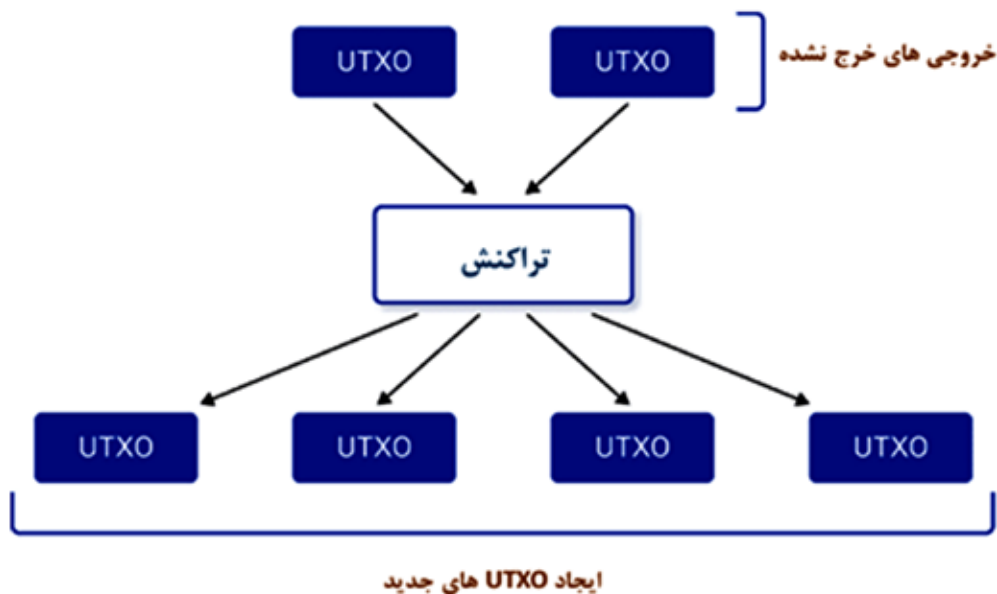 UTXO
UTXO
خروجی های خرج نشده
تراکنش
UTXO
UTXO
UTXO
UTXO
ایجاد UTXO های جدید